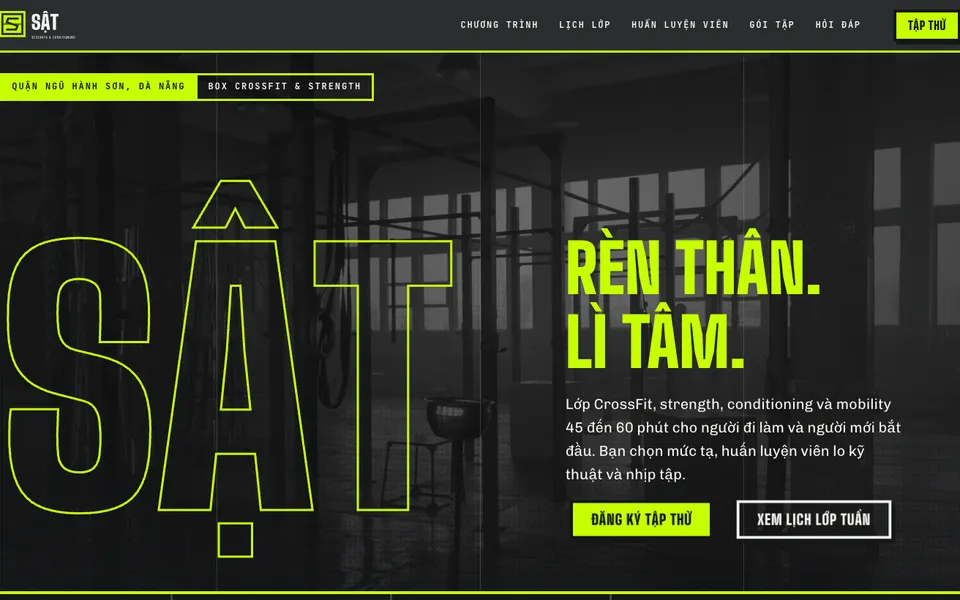 SẬT
CHƯƠNG TRÌNH
LỊCH LỚP
HUẤN LUYỆN VIÊN
GÓI TẬP
HỎI ĐÁP
TẬP THỬ
QUẬN NGŨ HÀNH SƠN, ĐÀ NẴNG
BOX CROSSFIT & STRENGTH
SẬT
RÈN THÂN.
LÌ TÂM.
Lớp CrossFit, strength, conditioning và mobility
45 đến 60 phút cho người đi làm và người mới bắt
đầu. Bạn chọn mức tạ, huấn luyện viên lo kỹ
thuật và nhịp tập.
ĐĂNG KÝ TẬP THỬ
XEM LỊCH LỚP TUẦN